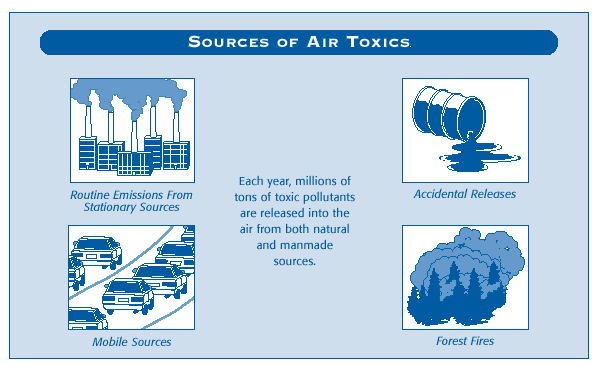 SOURCES OF AIR TOXICS.
Routine Emissions From
Stationary Sources
Accidental Releases
Each year, millions of
tons of toxic pollutants
are released into the
air from both natural
and manmade
sources.
Mobile Sources
Forest Fires